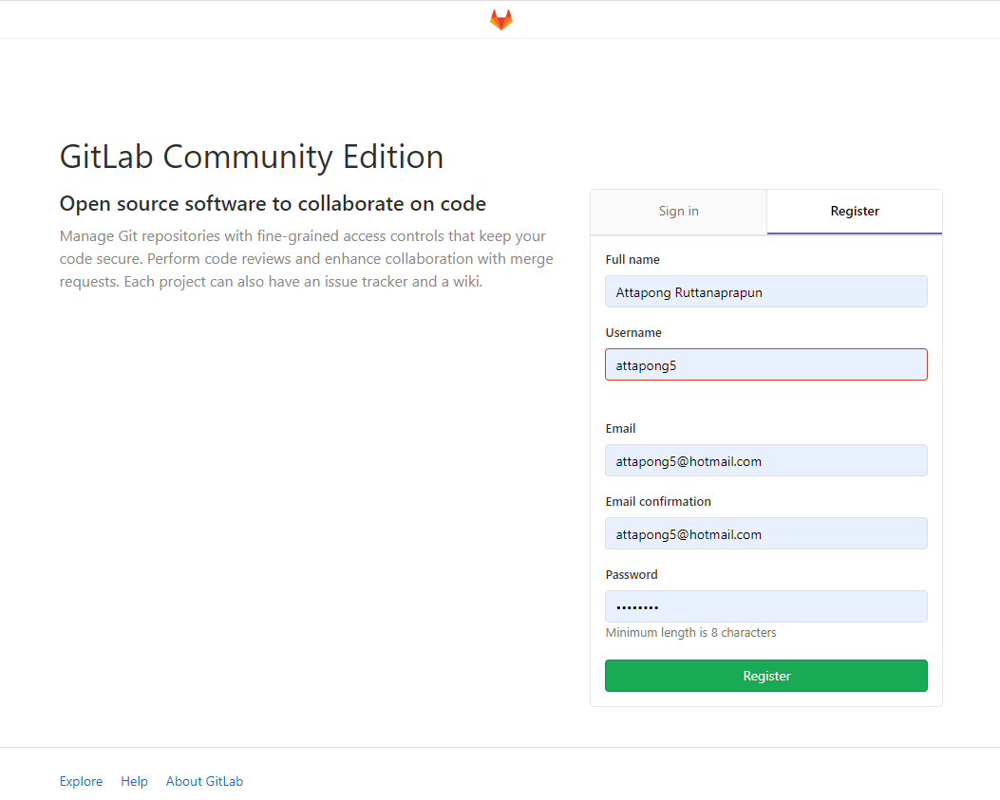 GitLab Community Edition
Open source software to collaborate on code
Manage Git repositories with fine-grained access controls that keep your
code secure. Perform code reviews and enhance collaboration with merge
requests. Each project can also have an issue tracker and a wiki.
Sign in
Register
Full name
Attapong Ruttanaprapun
Username
attapong5
Email
attapong5@hotmail.com
Email confirmation
attapong5@hotmail.com
Password
••••••••
Minimum length is 8 characters
Register
Explore
Help
About GitLab